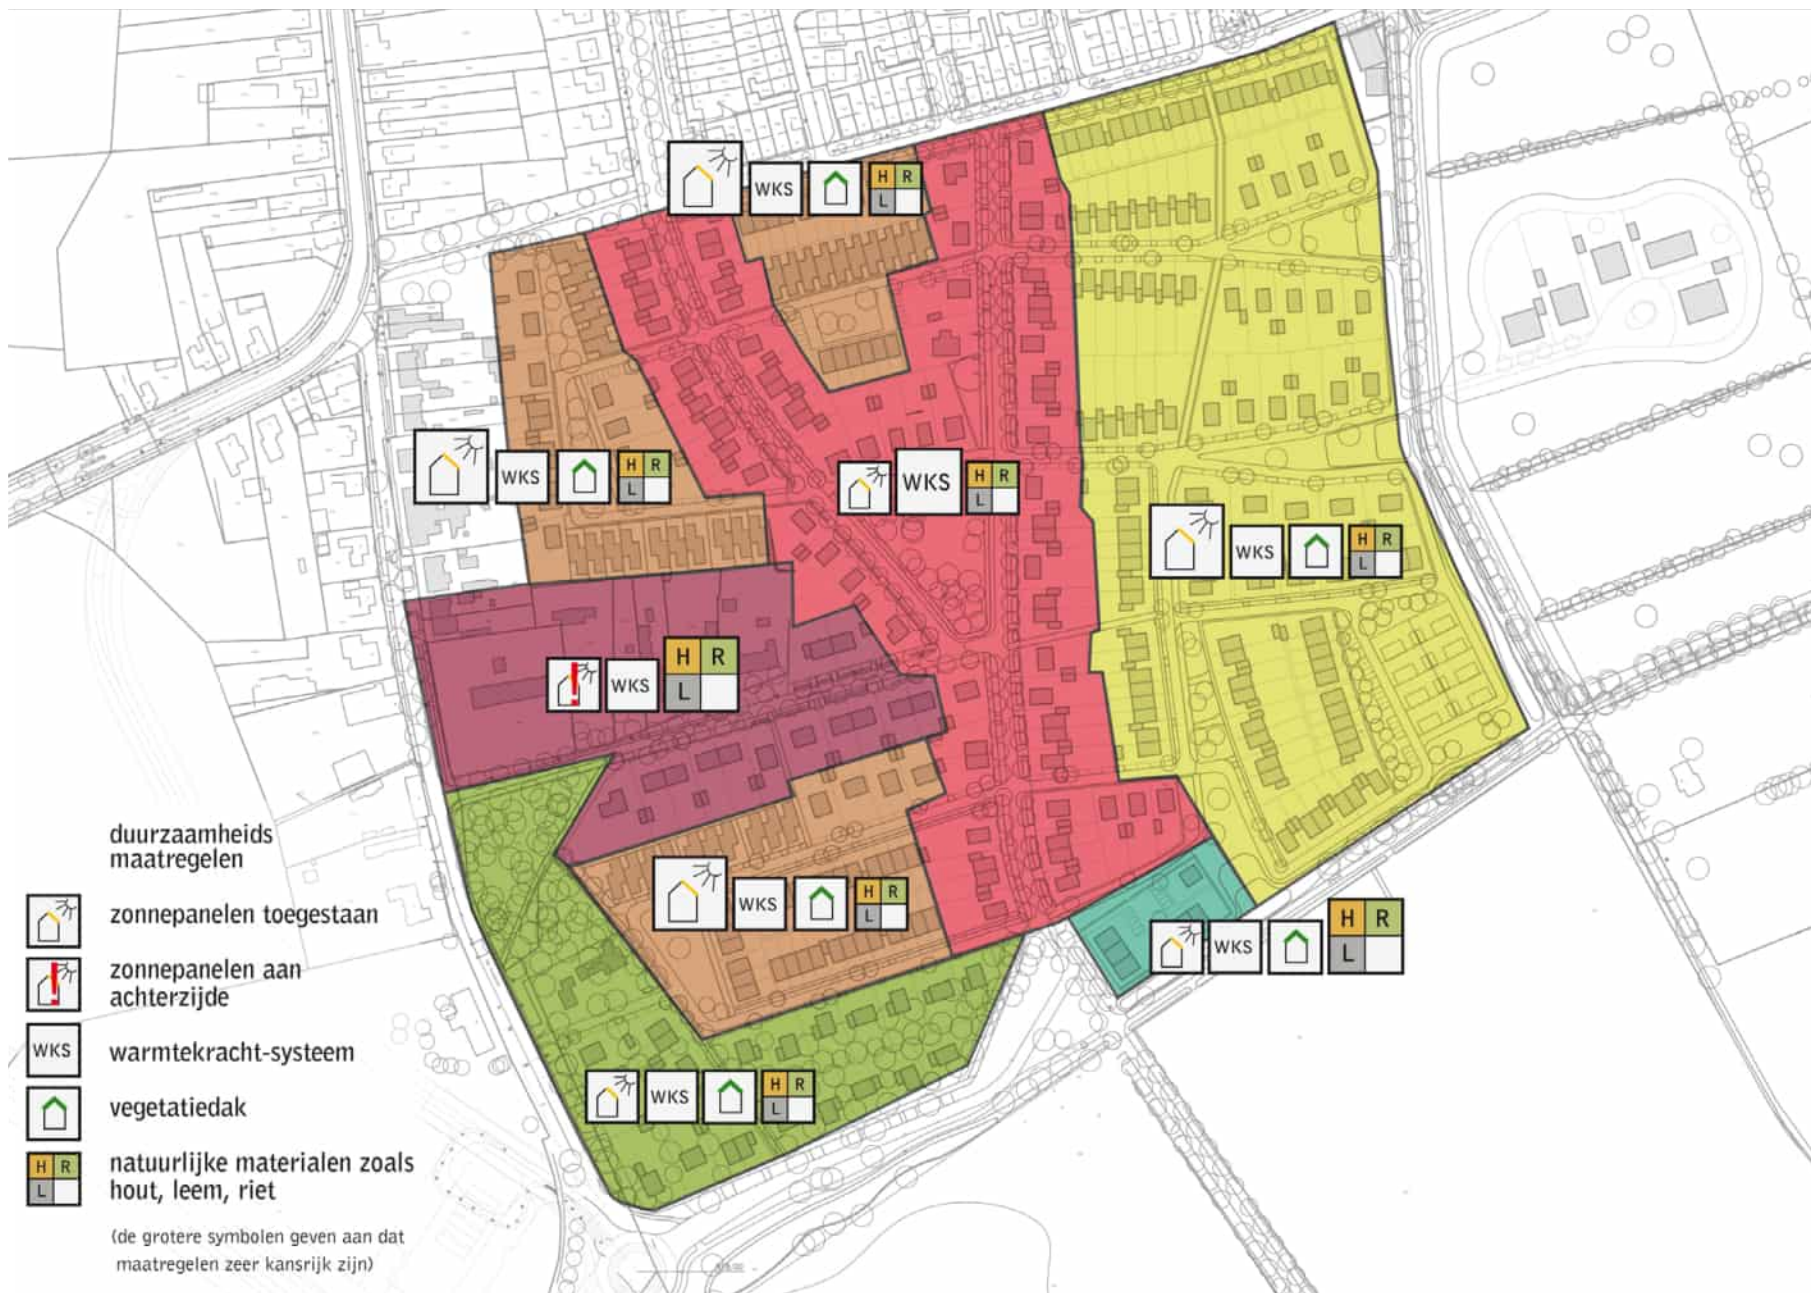 WKS
H R
L
WKS
H R
L
WKS
H R
L
WKS
H R
L
WKS
H R
L
WKS
H R
L
WKS
H R
L
WKS
H R
L
duurzaamheids
maatregelen
zonnepanelen toegestaan
zonnepanelen aan
achterzijde
WKS
warmtekracht-systeem
vegetatiedak
H R
L
natuurlijke materialen zoals
hout, leem, riet
(de grotere symbolen geven aan dat
maatregelen zeer kansrijk zijn)